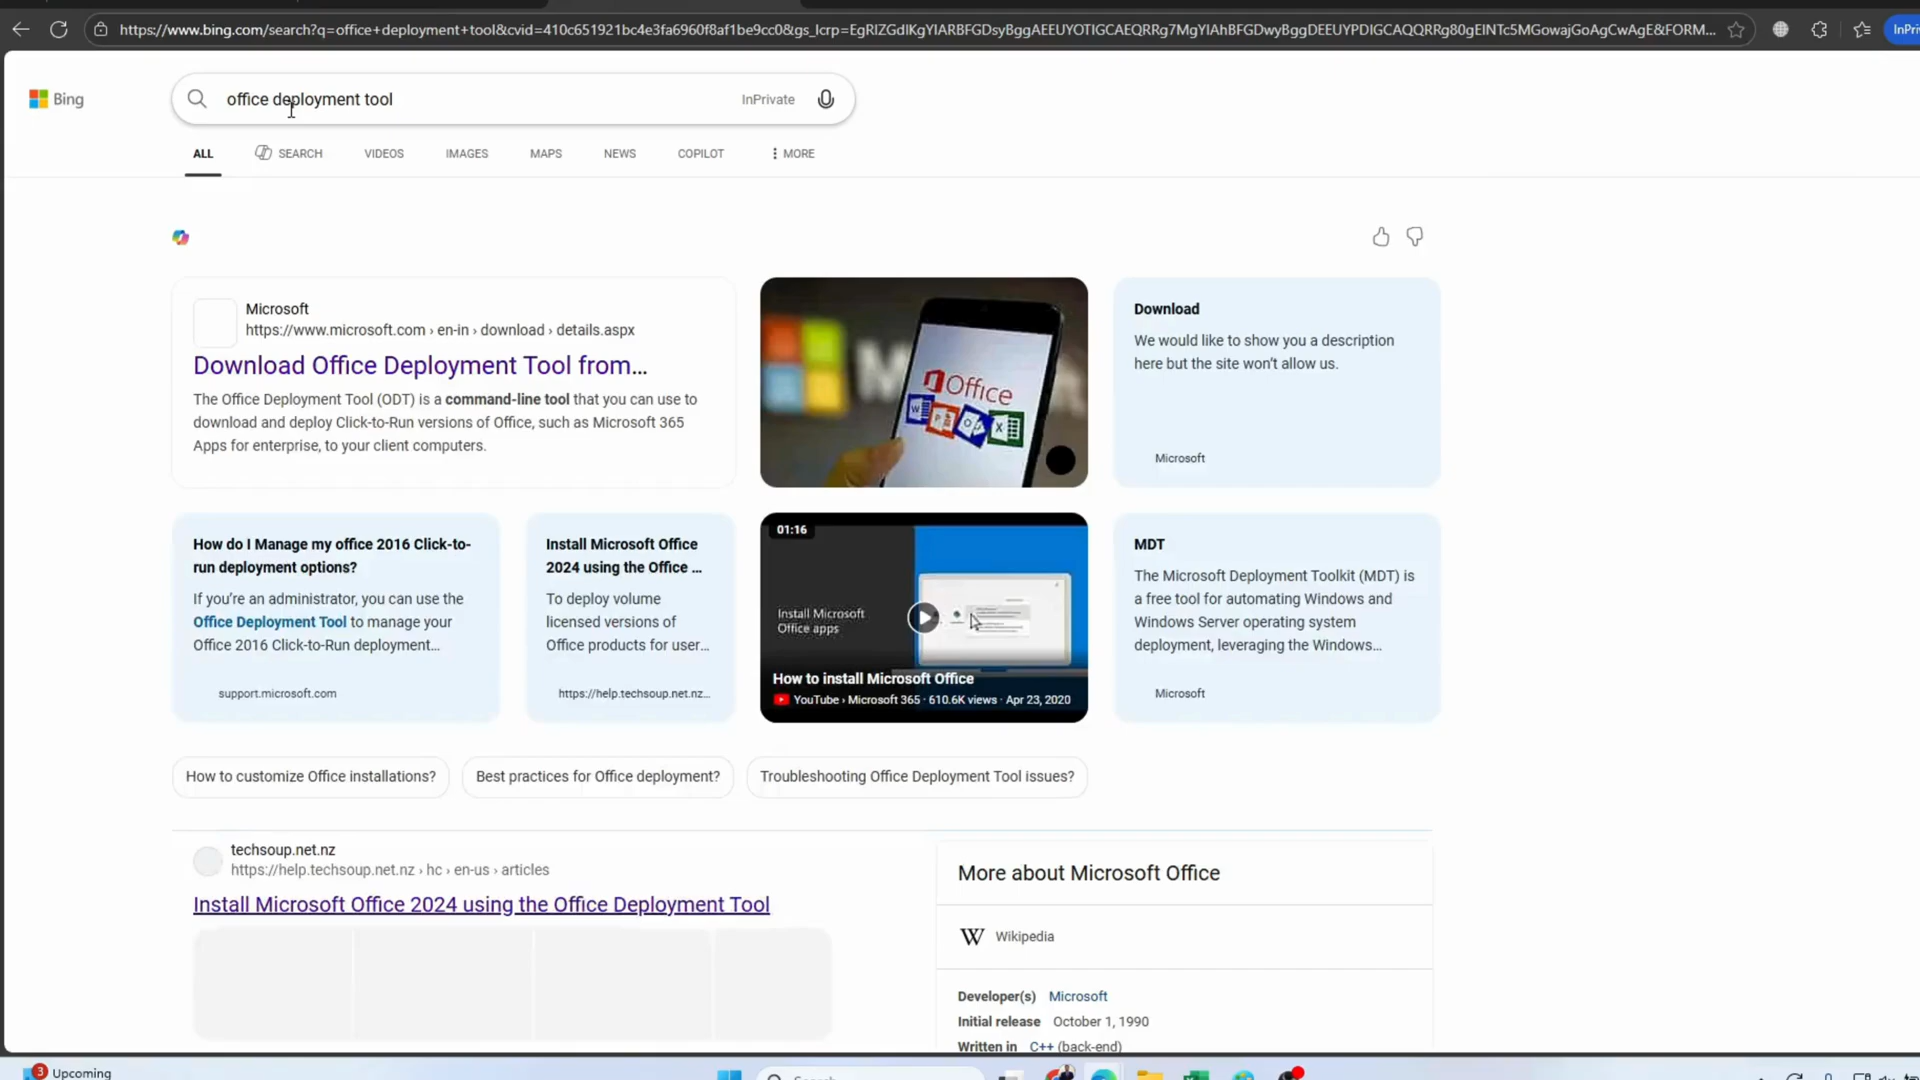 https://www.bing.com/search?q=office+deployment+tool&cvid=410c651921bc4e3fa6960f8af1be9cc0&gs_lcrp=EgRlZGdlKgYIARBFGDsyBggAEEUYOTIGCAEQRRg7MgYIAhBFGDwyBggDEEUYPDIGCAQQRRg80gEINTc5MGowajGoAgCwAgE&FORM...
InPriv
Bing
office deployment tool
InPrivate
ALL
SEARCH
VIDEOS
IMAGES
MAPS
NEWS
COPILOT
MORE
Microsoft
https://www.microsoft.com › en-in › download › details.aspx
Download Office Deployment Tool from...
The Office Deployment Tool (ODT) is a command-line tool that you can use to
download and deploy Click-to-Run versions of Office, such as Microsoft 365
Apps for enterprise, to your client computers.
Office
Download
We would like to show you a description
here but the site won't allow us.
Microsoft
How do I Manage my office 2016 Click-to-
run deployment options?
If you're an administrator, you can use the
Office Deployment Tool to manage your
Office 2016 Click-to-Run deployment...
support.microsoft.com
Install Microsoft Office
2024 using the Office ...
To deploy volume
licensed versions of
Office products for user...
https://help.techsoup.net.nz...
01:16
Install Microsoft
Office apps
How to install Microsoft Office
YouTube › Microsoft 365 · 610.6K views · Apr 23, 2020
MDT
The Microsoft Deployment Toolkit (MDT) is
a free tool for automating Windows and
Windows Server operating system
deployment, leveraging the Windows...
Microsoft
How to customize Office installations?
Best practices for Office deployment?
Troubleshooting Office Deployment Tool issues?
techsoup.net.nz
https://help.techsoup.net.nz › hc › en-us › articles
Install Microsoft Office 2024 using the Office Deployment Tool
More about Microsoft Office
Wikipedia
Developer(s) Microsoft
Initial release October 1, 1990
Written in C++ (back-end)
3
Upcoming
Search